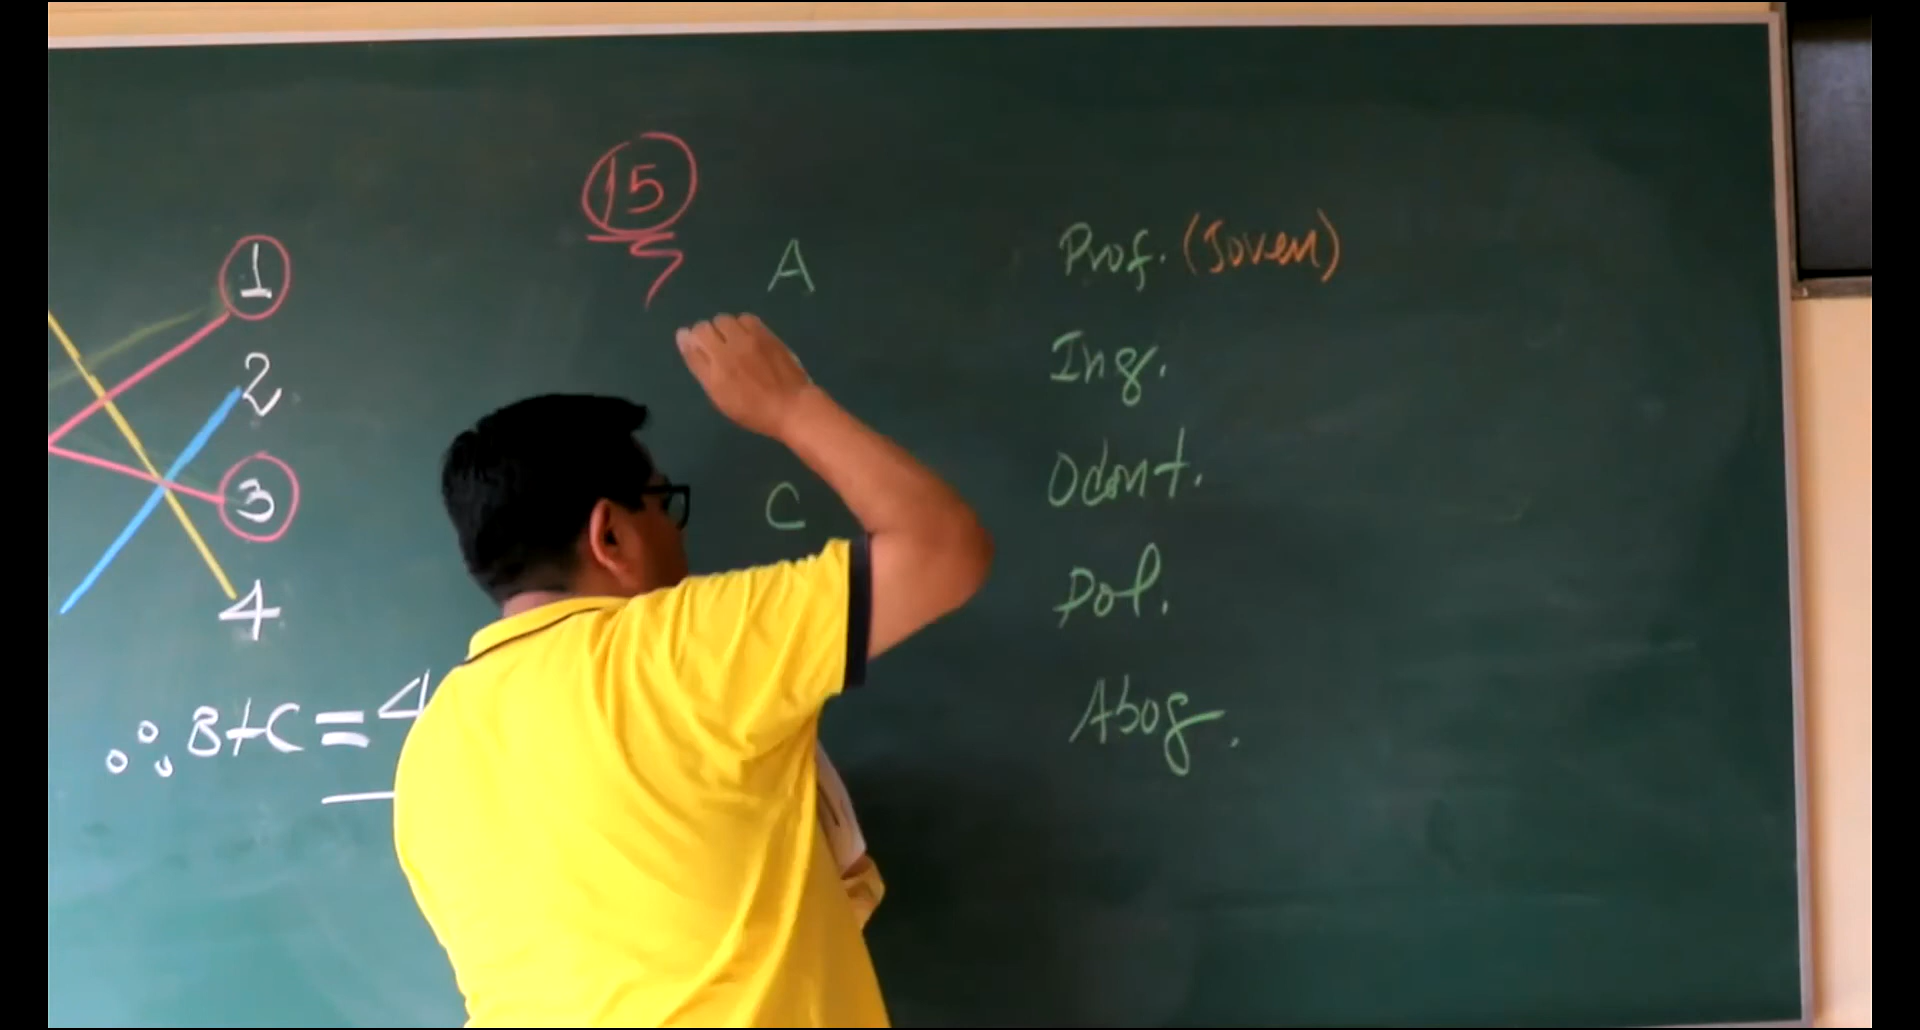 1
2
3
4
B+C=4
15
A
C
Prof. (Joven)
Ing.
Odont.
Pol.
Abog.